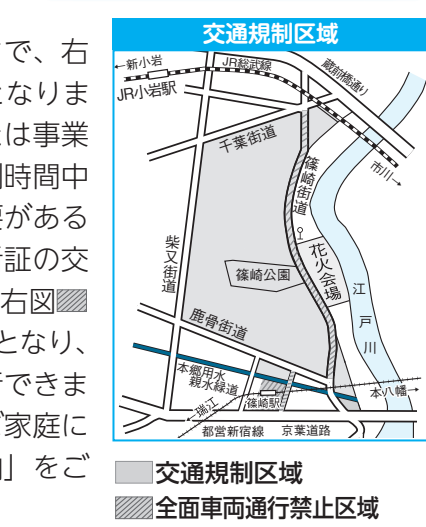 で、右
となりま
は事業
時間中
要がある
証の交
右図
となり、
できま
ご家庭に
」をご
交通規制区域
←新小岩
JR総武線
蔵前橋通り
JR小岩駅
千葉街道
市川→
篠崎街道
柴又街道
花火会場
篠崎公園
江戸川
鹿骨街道
本郷用水
親水緑道
←瑞江
篠崎駅
本八幡→
都営新宿線
京葉道路
交通規制区域
全面車両通行禁止区域